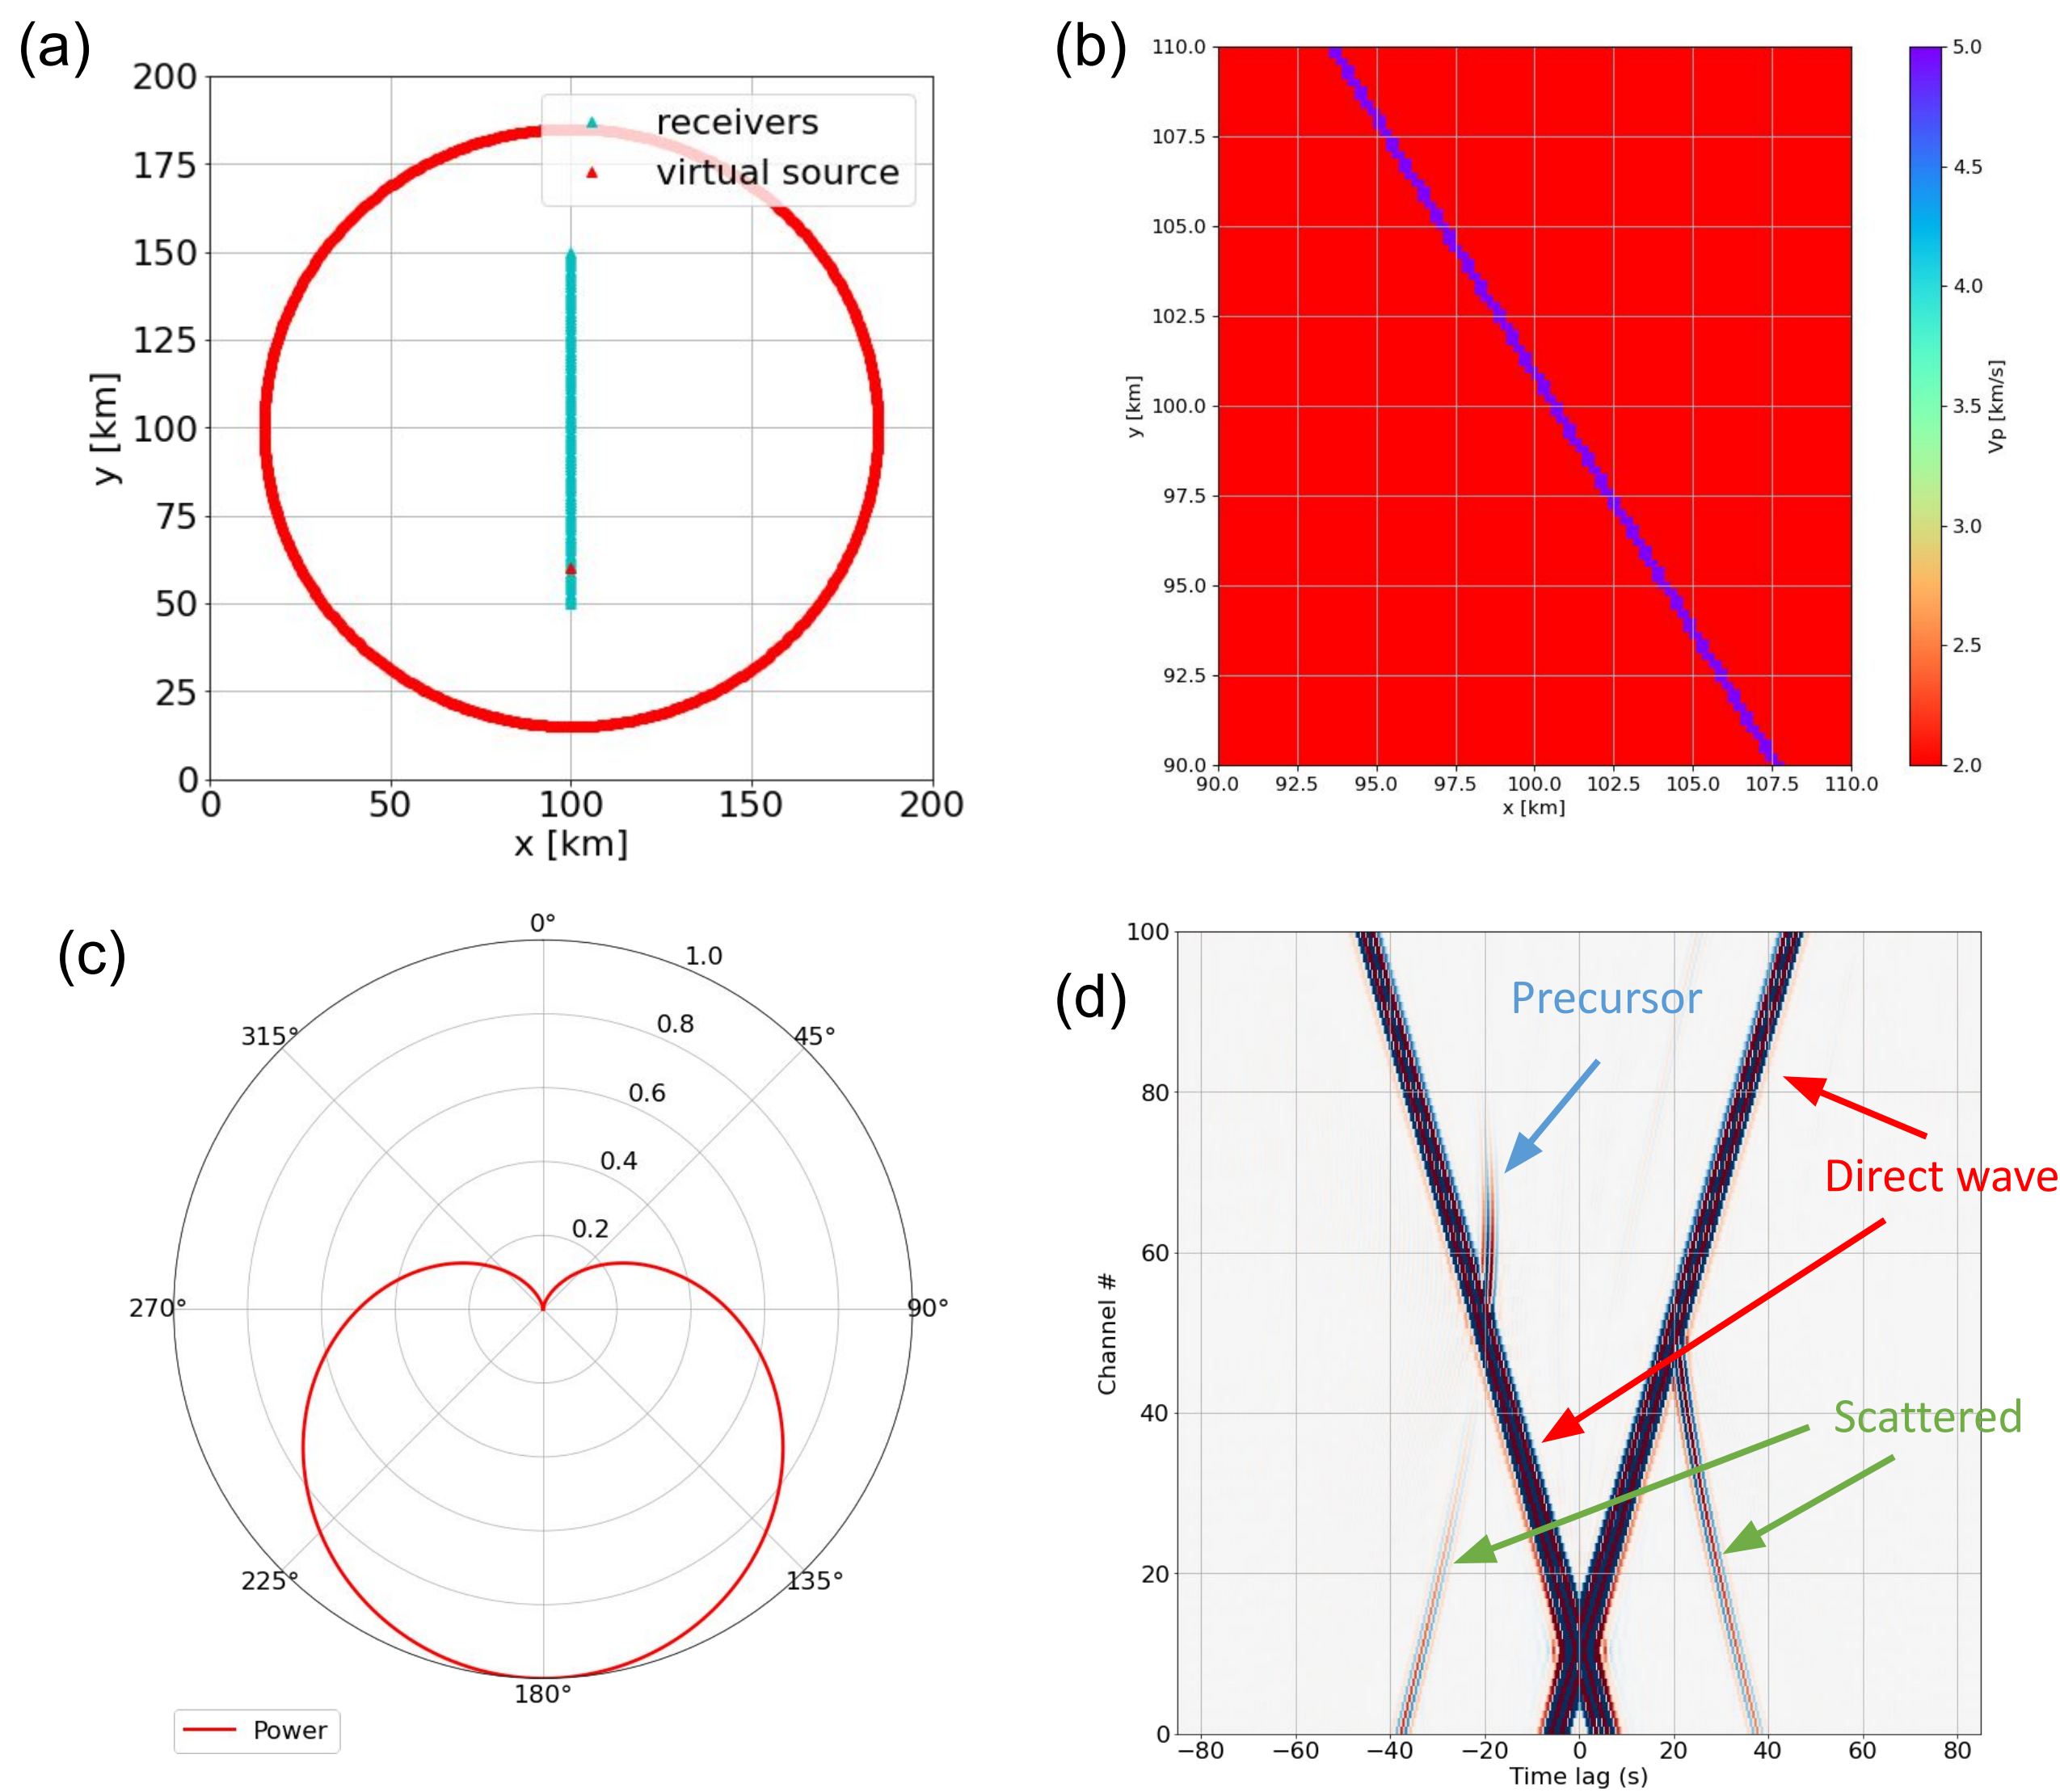 (a)
200
175
150
125
100
75
50
25
0
0 50 100 150 200
x [km]
y [km]
receivers
virtual source
(b)
110.0
107.5
105.0
102.5
100.0
97.5
95.0
92.5
90.0
90.0 92.5 95.0 97.5 100.0 102.5 105.0 107.5 110.0
x [km]
y [km]
5.0
4.5
4.0
3.5
3.0
2.5
2.0
Vp [km/s]
(c)
0°
45°
90°
135°
180°
225°
270°
315°
1.0
0.8
0.6
0.4
0.2
Power
(d)
100
80
60
40
20
0
−80 −60 −40 −20 0 20 40 60 80
Time lag (s)
Channel #
Precursor
Direct wave
Scattered